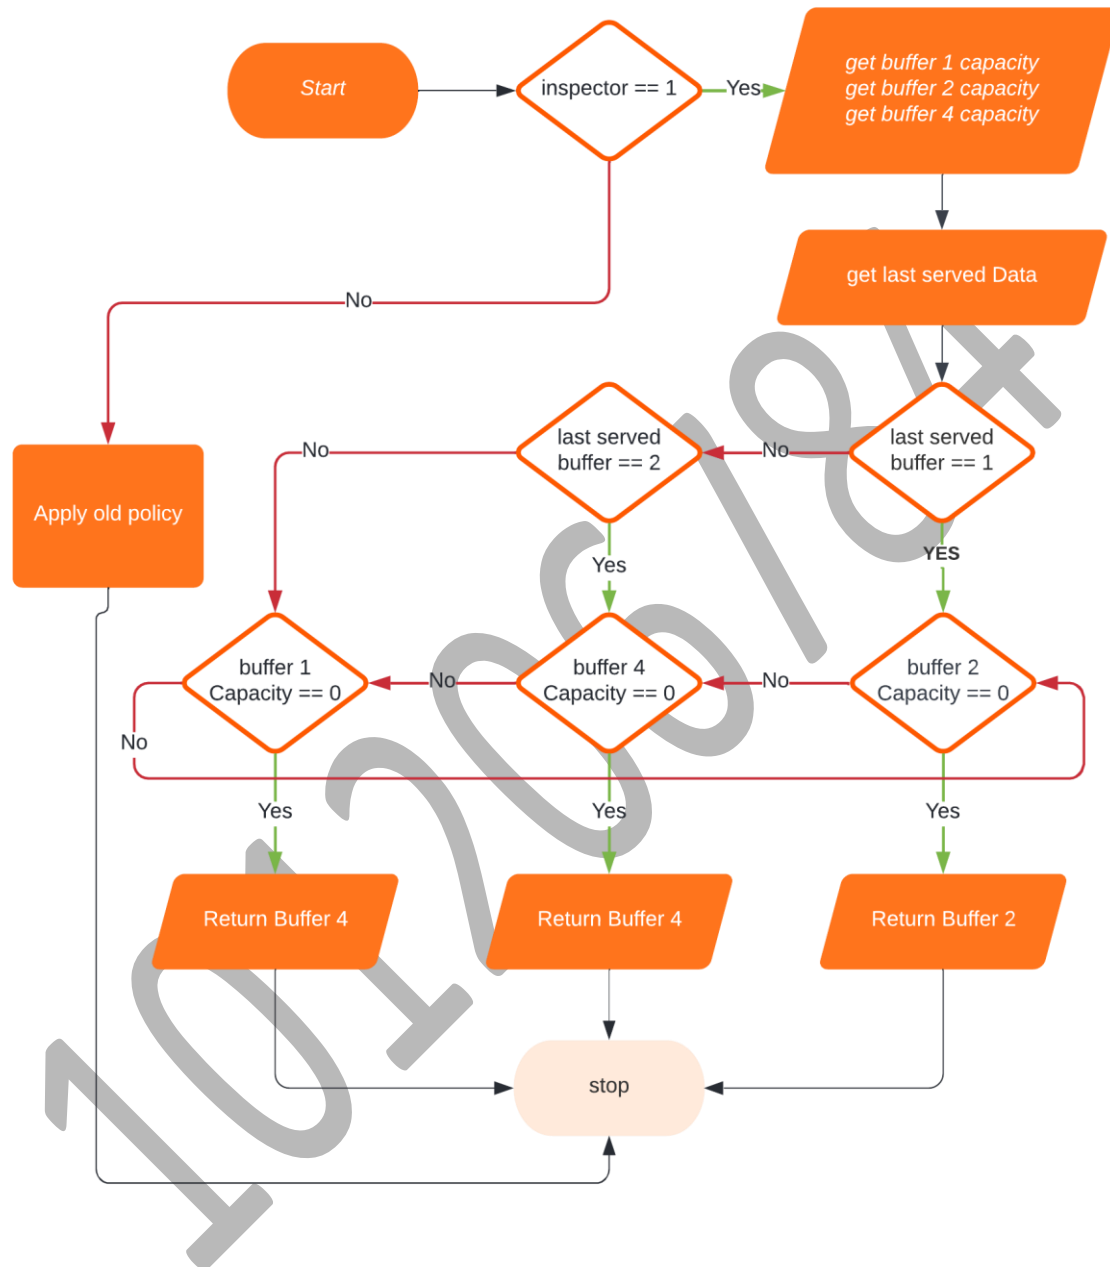 Start
inspector == 1
Yes
get buffer 1 capacity
get buffer 2 capacity
get buffer 4 capacity
get last served Data
No
last served
buffer == 2
No
last served
buffer == 1
No
Apply old policy
Yes
YES
buffer 1
Capacity == 0
No
buffer 4
Capacity == 0
No
buffer 2
Capacity == 0
No
Yes
Yes
Yes
Return Buffer 4
Return Buffer 4
Return Buffer 2
stop